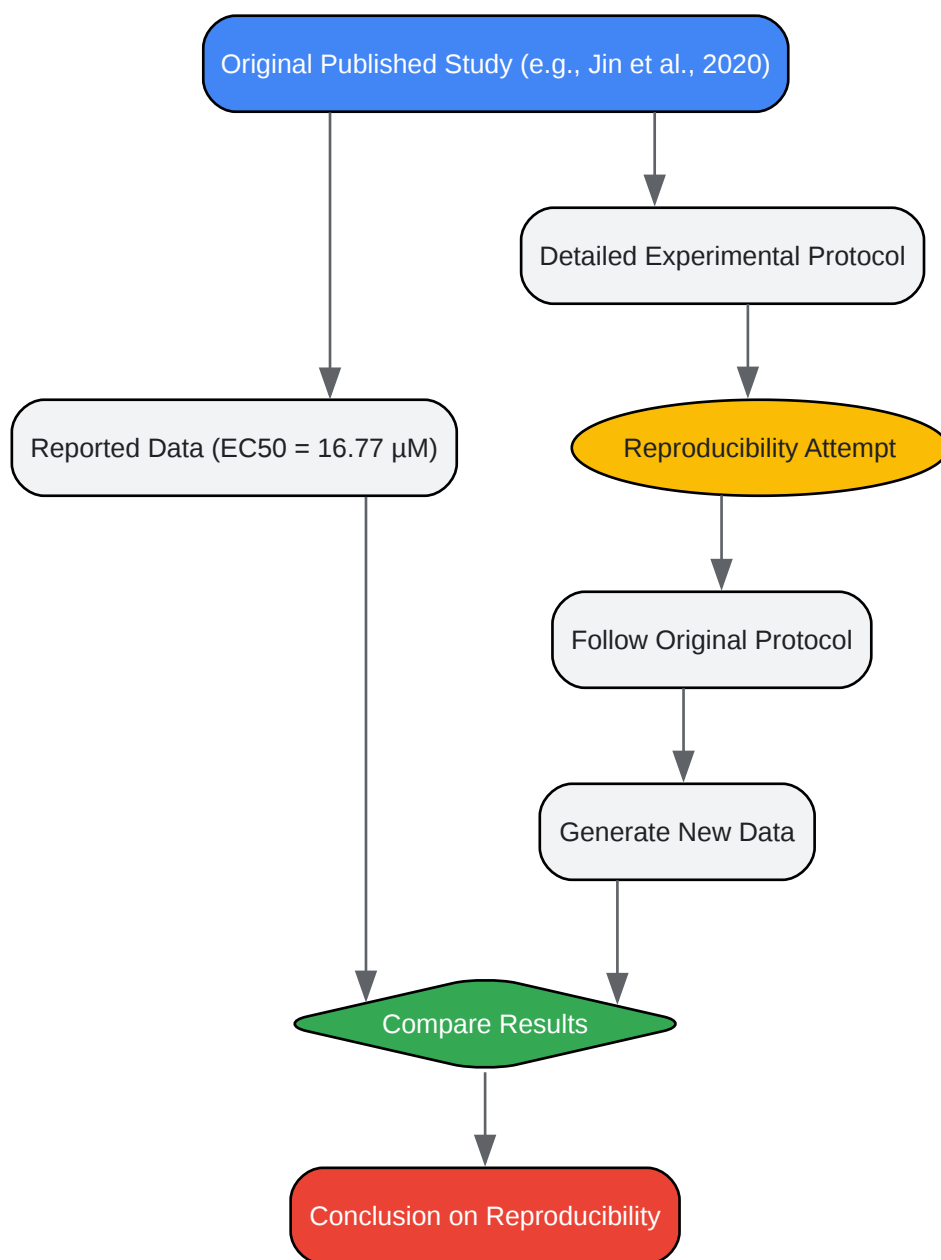 Original Published Study (e.g., Jin et al., 2020)
Detailed Experimental Protocol
Reported Data (EC50 = 16.77 µM)
Reproducibility Attempt
Follow Original Protocol
Generate New Data
Compare Results
Conclusion on Reproducibility